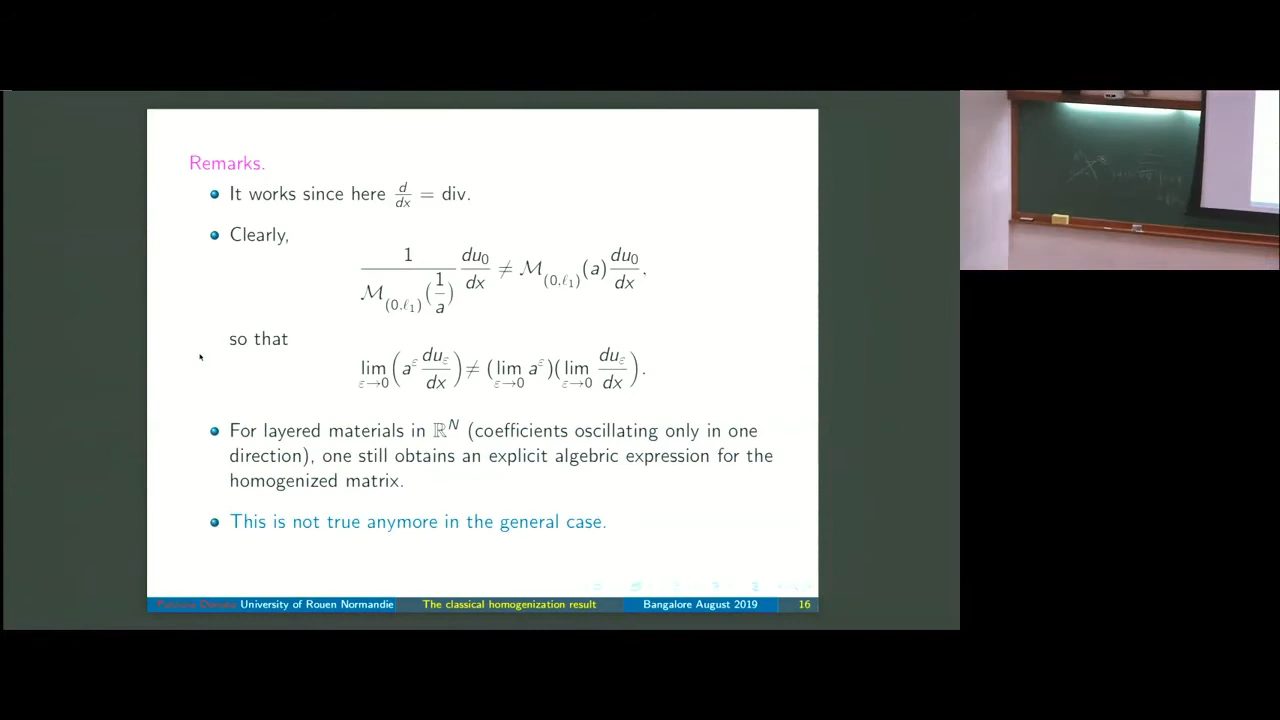 Remarks.
It works since here d/dx = div.
Clearly,
1/M_(0,ℓ₁)(1/a) du₀/dx ≠ M_(0,ℓ₁)(a) du₀/dx,
so that
lim_{ε→0} (a^ε du_ε/dx) ≠ (lim_{ε→0} a^ε)(lim_{ε→0} du_ε/dx).
For layered materials in ℝ^N (coefficients oscillating only in one
direction), one still obtains an explicit algebric expression for the
homogenized matrix.
This is not true anymore in the general case.
University of Rouen Normandie The classical homogenization result Bangalore August 2019 16